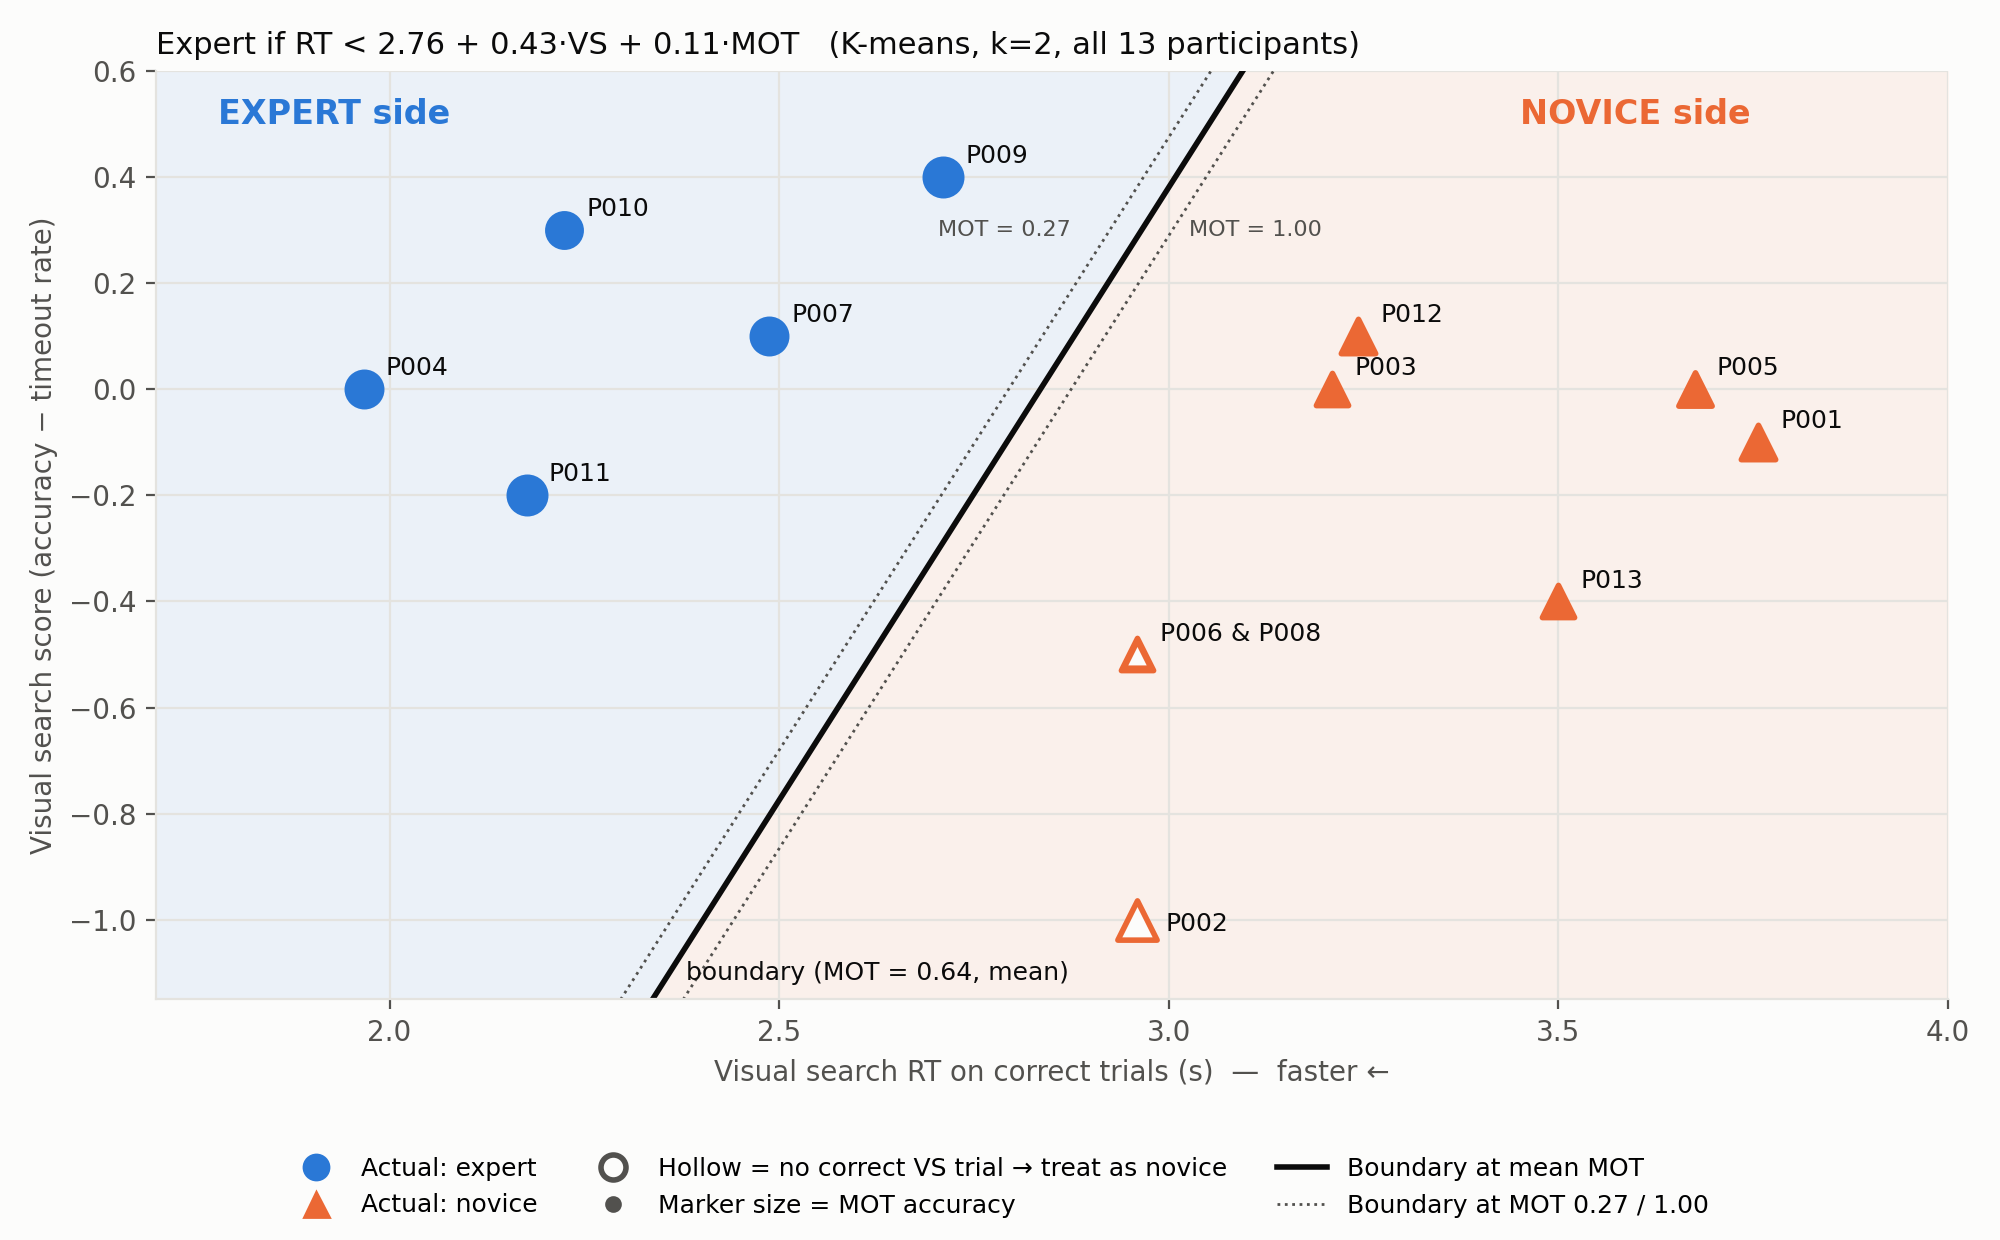 Expert if RT < 2.76 + 0.43·VS + 0.11·MOT   (K-means, k=2, all 13 participants)
EXPERT side
NOVICE side
Visual search score (accuracy − timeout rate)
0.6
0.4
0.2
0.0
−0.2
−0.4
−0.6
−0.8
−1.0
P009
P010
MOT = 0.27
MOT = 1.00
P007
P012
P004
P003
P005
P001
P011
P013
P006 & P008
P002
boundary (MOT = 0.64, mean)
2.0
2.5
3.0
3.5
4.0
Visual search RT on correct trials (s)  —  faster ←
Actual: expert
Actual: novice
Hollow = no correct VS trial → treat as novice
Marker size = MOT accuracy
Boundary at mean MOT
Boundary at MOT 0.27 / 1.00